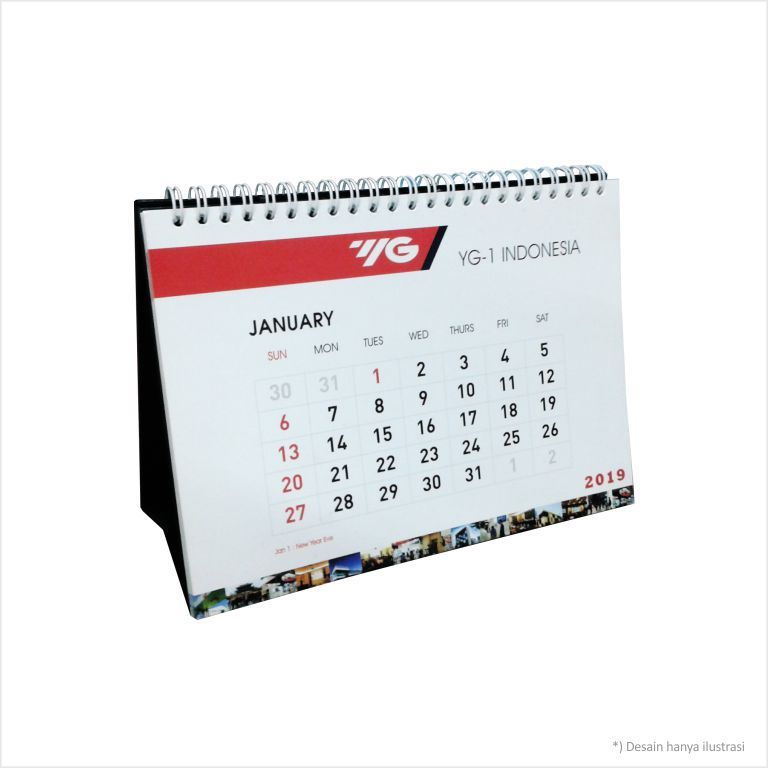 YG
YG-1 INDONESIA
JANUARY
SUN MON TUES WED THURS FRI SAT
30 31 1 2 3 4 5
6 7 8 9 10 11 12
13 14 15 16 17 18 19
20 21 22 23 24 25 26
27 28 29 30 31 1 2
2019
Jan 1 : New Year Eve
*) Desain hanya ilustrasi